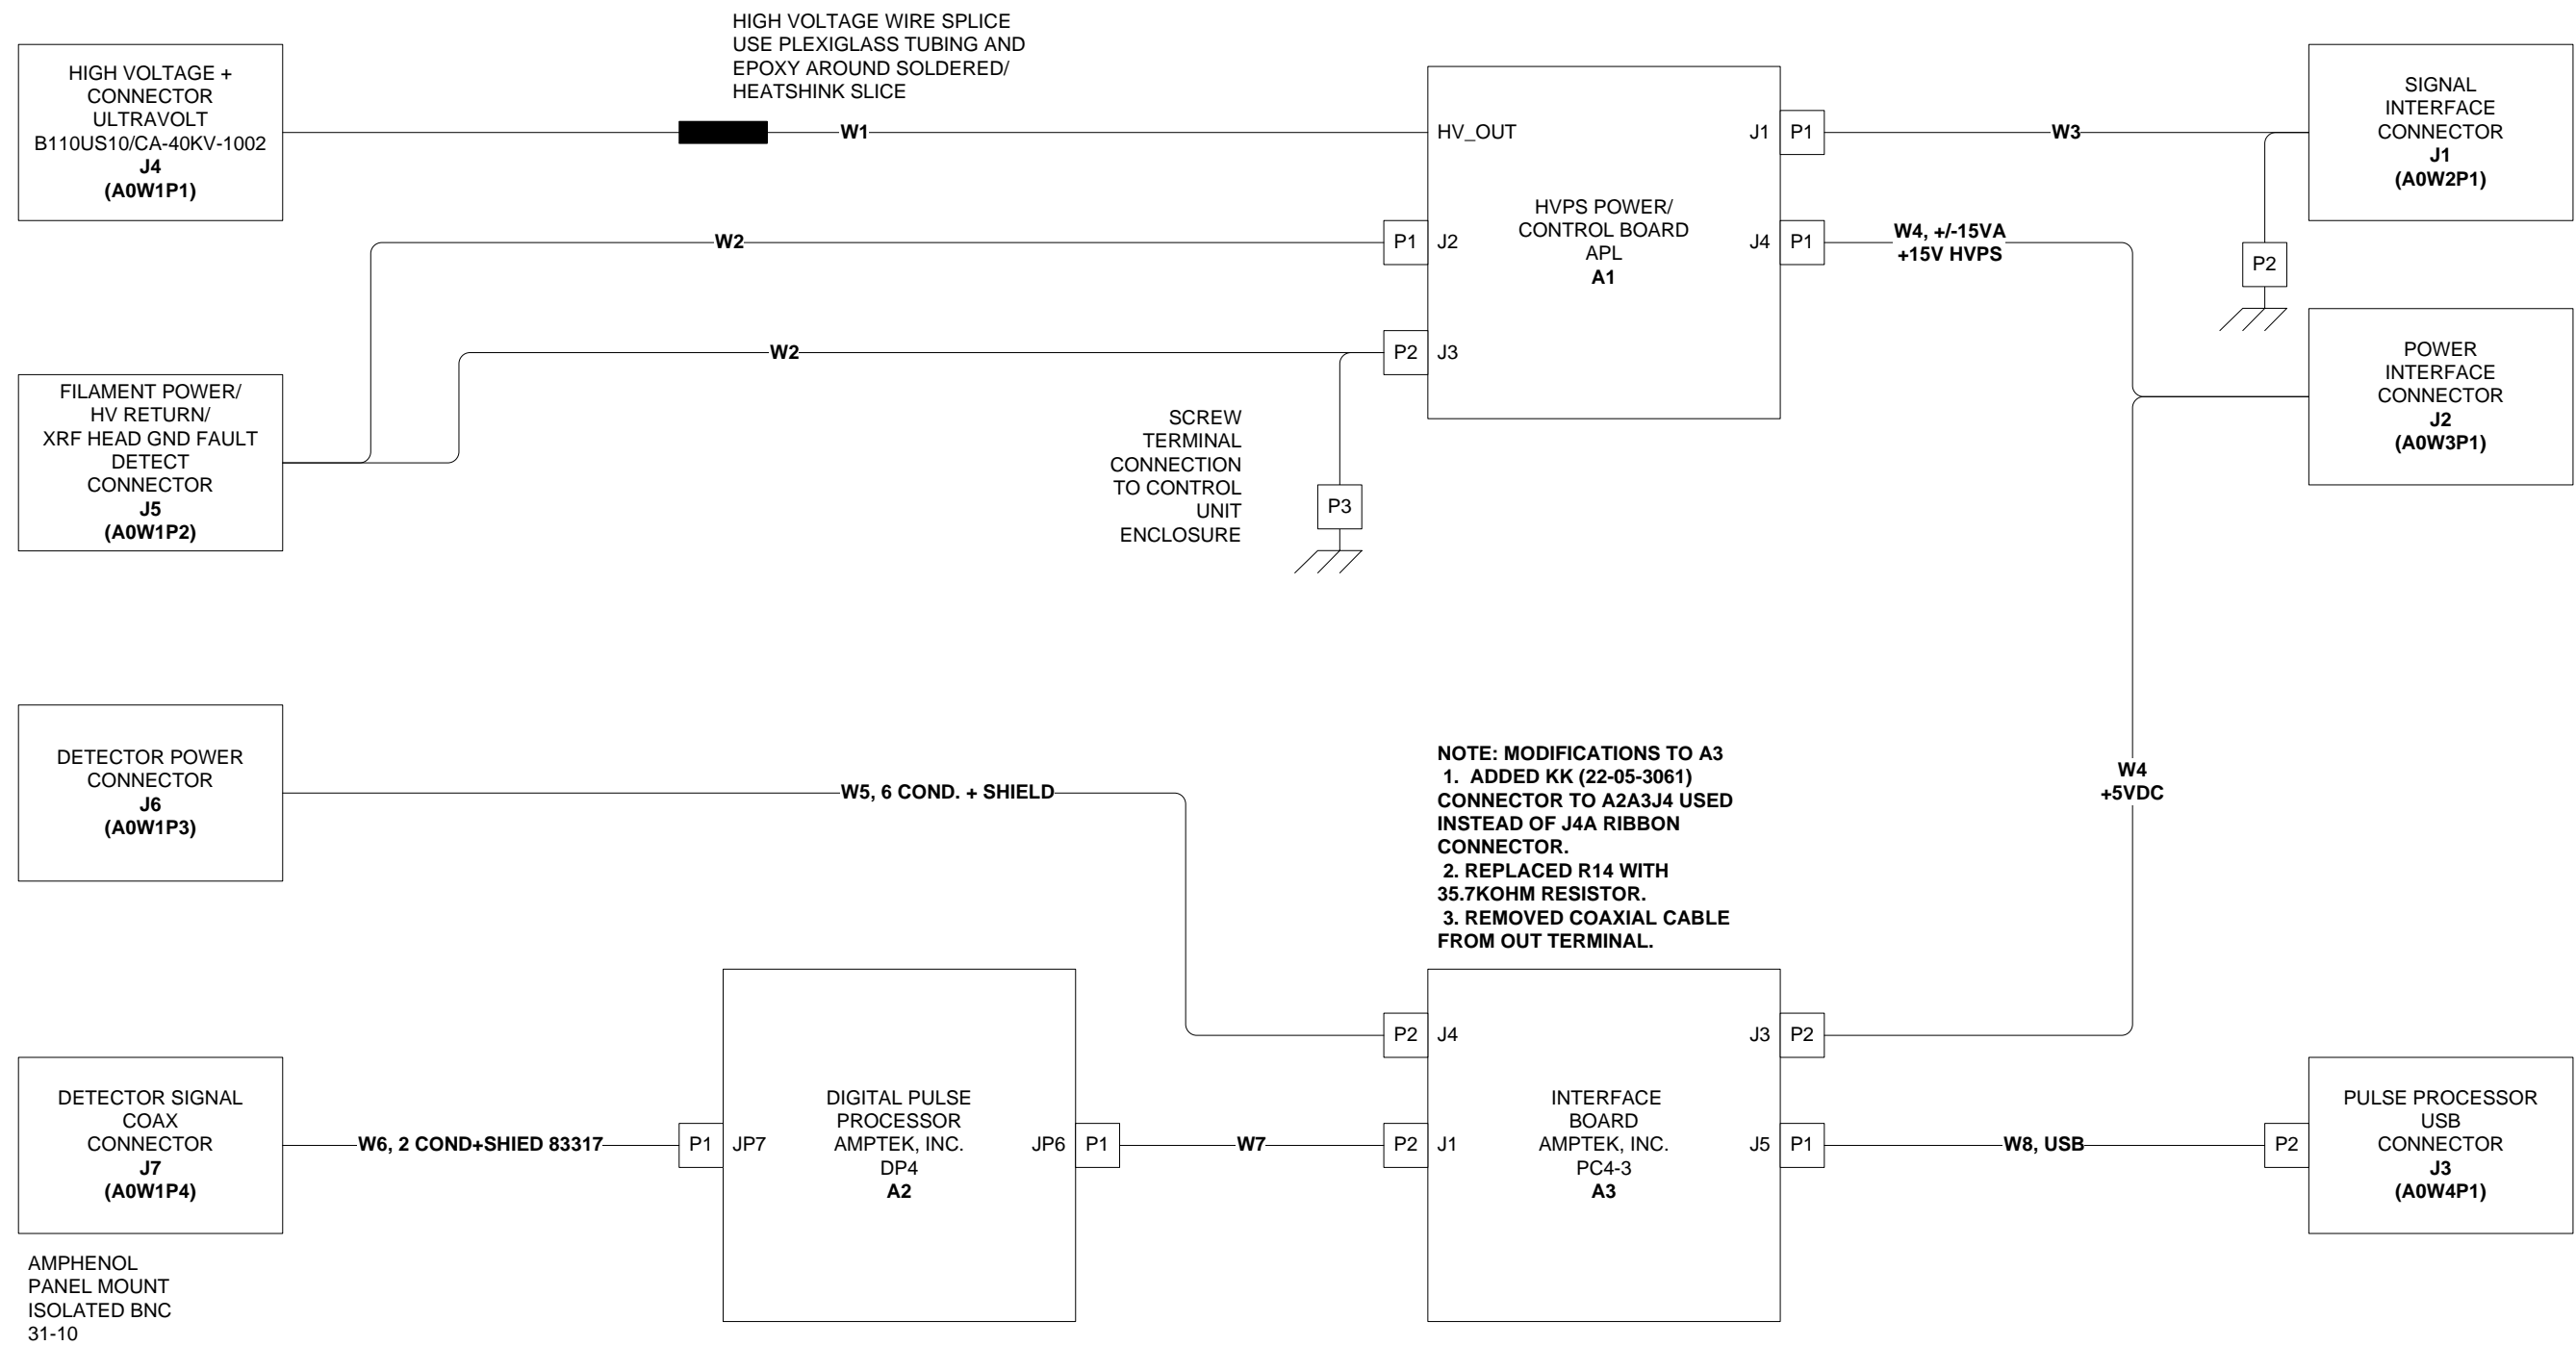 HIGH VOLTAGE WIRE SPLICE
USE PLEXIGLASS TUBING AND
EPOXY AROUND SOLDERED/
HEATSHINK SLICE
HIGH VOLTAGE +
CONNECTOR
ULTRAVOLT
B110US10/CA-40KV-1002
J4
(A0W1P1)
W1
HV_OUT
HVPS POWER/
CONTROL BOARD
APL
A1
J1
P1
W3
SIGNAL
INTERFACE
CONNECTOR
J1
(A0W2P1)
W2
P1
J2
J4
P1
W4, +/-15VA
+15V HVPS
P2
W2
P2
J3
POWER
INTERFACE
CONNECTOR
J2
(A0W3P1)
FILAMENT POWER/
HV RETURN/
XRF HEAD GND FAULT
DETECT
CONNECTOR
J5
(A0W1P2)
SCREW
TERMINAL
CONNECTION
TO CONTROL
UNIT
ENCLOSURE
P3
DETECTOR POWER
CONNECTOR
J6
(A0W1P3)
W5, 6 COND. + SHIELD
NOTE: MODIFICATIONS TO A3
1. ADDED KK (22-05-3061)
CONNECTOR TO A2A3J4 USED
INSTEAD OF J4A RIBBON
CONNECTOR.
2. REPLACED R14 WITH
35.7KOHM RESISTOR.
3. REMOVED COAXIAL CABLE
FROM OUT TERMINAL.
W4
+5VDC
P2
J4
J3
P2
DETECTOR SIGNAL
COAX
CONNECTOR
J7
(A0W1P4)
W6, 2 COND+SHIED 83317
P1
JP7
DIGITAL PULSE
PROCESSOR
AMPTEK, INC.
DP4
A2
JP6
P1
W7
P2
J1
INTERFACE
BOARD
AMPTEK, INC.
PC4-3
A3
J5
P1
W8, USB
P2
PULSE PROCESSOR
USB
CONNECTOR
J3
(A0W4P1)
AMPHENOL
PANEL MOUNT
ISOLATED BNC
31-10